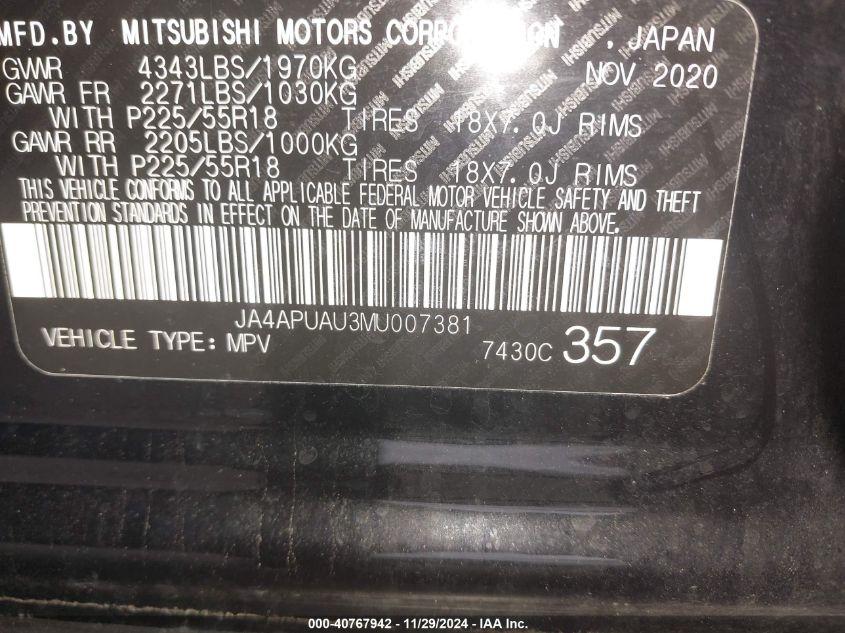 MFD.BY MITSUBISHI MOTORS CORPORATION , JAPAN
GVWR 4343LBS/1970KG NOV 2020
GAWR FR 2271LBS/1030KG
WITH P225/55R18 TIRES 18X7.0J RIMS
GAWR RR 2205LBS/1000KG
WITH P225/55R18 TIRES 18X7.0J RIMS
THIS VEHICLE CONFORMS TO ALL APPLICABLE FEDERAL MOTOR VEHICLE SAFETY AND THEFT
PREVENTION STANDARDS IN EFFECT ON THE DATE OF MANUFACTURE SHOWN ABOVE.
JA4APUAU3MU007381
VEHICLE TYPE: MPV 7430C 357
000-40767942 - 11/29/2024 - IAA Inc.